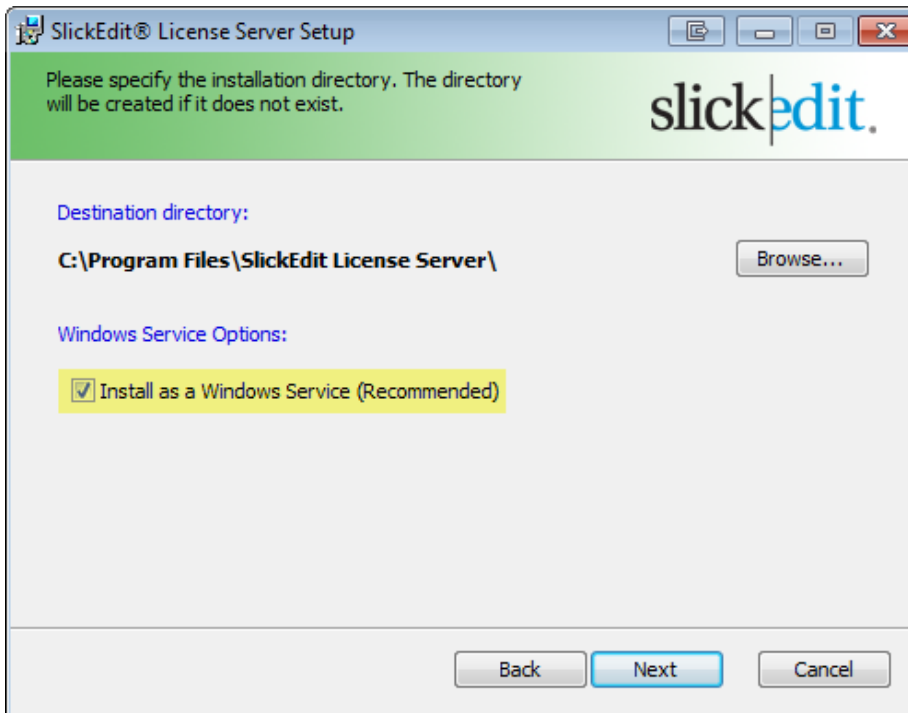 SlickEdit® License Server Setup
Please specify the installation directory. The directory
will be created if it does not exist.
slickedit.
Destination directory:
C:\Program Files\SlickEdit License Server\
Browse...
Windows Service Options:
Install as a Windows Service (Recommended)
Back
Next
Cancel